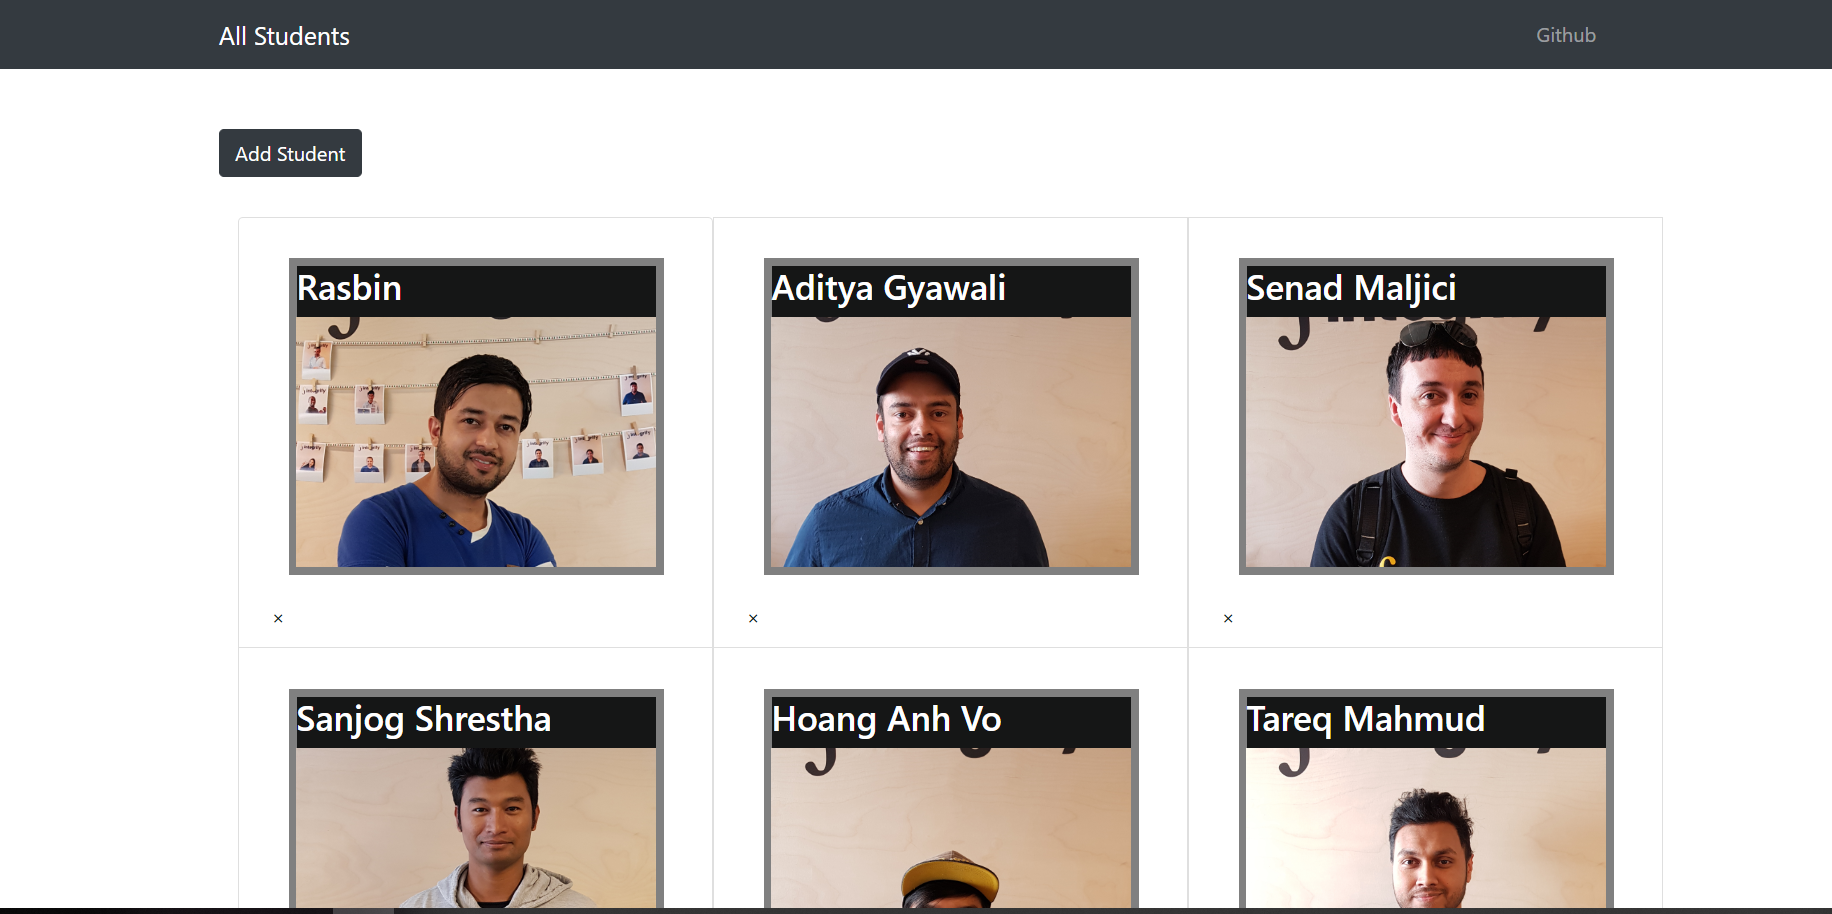 All Students
Github
Add Student
Rasbin
Aditya Gyawali
Senad Maljici
×
×
×
Sanjog Shrestha
Hoang Anh Vo
Tareq Mahmud